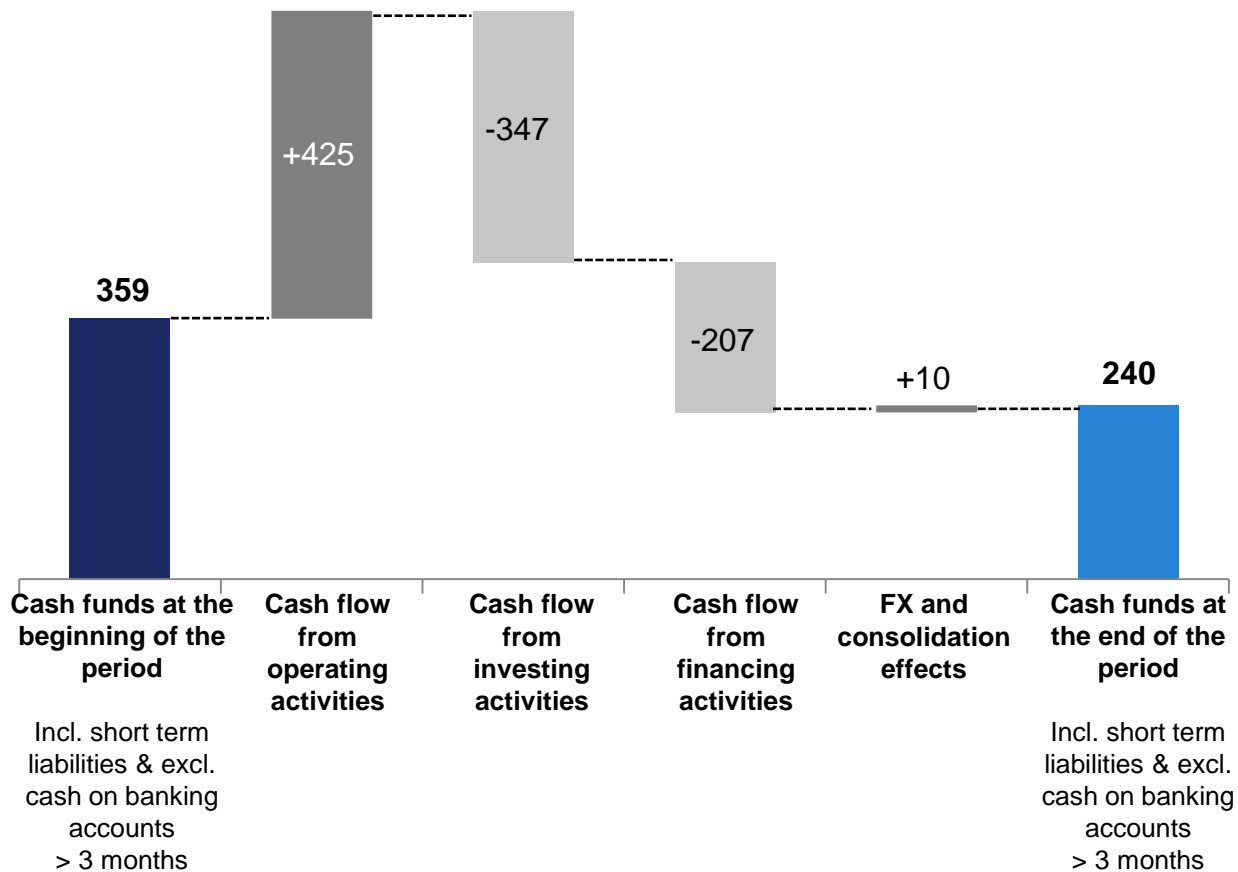 +425
-347
359
-207
+10
240
Cash funds at the
beginning of the
period
Incl. short term
liabilities & excl.
cash on banking
accounts
> 3 months
Cash flow
from
operating
activities
Cash flow
from
investing
activities
Cash flow
from
financing
activities
FX and
consolidation
effects
Cash funds at
the end of the
period
Incl. short term
liabilities & excl.
cash on banking
accounts
> 3 months